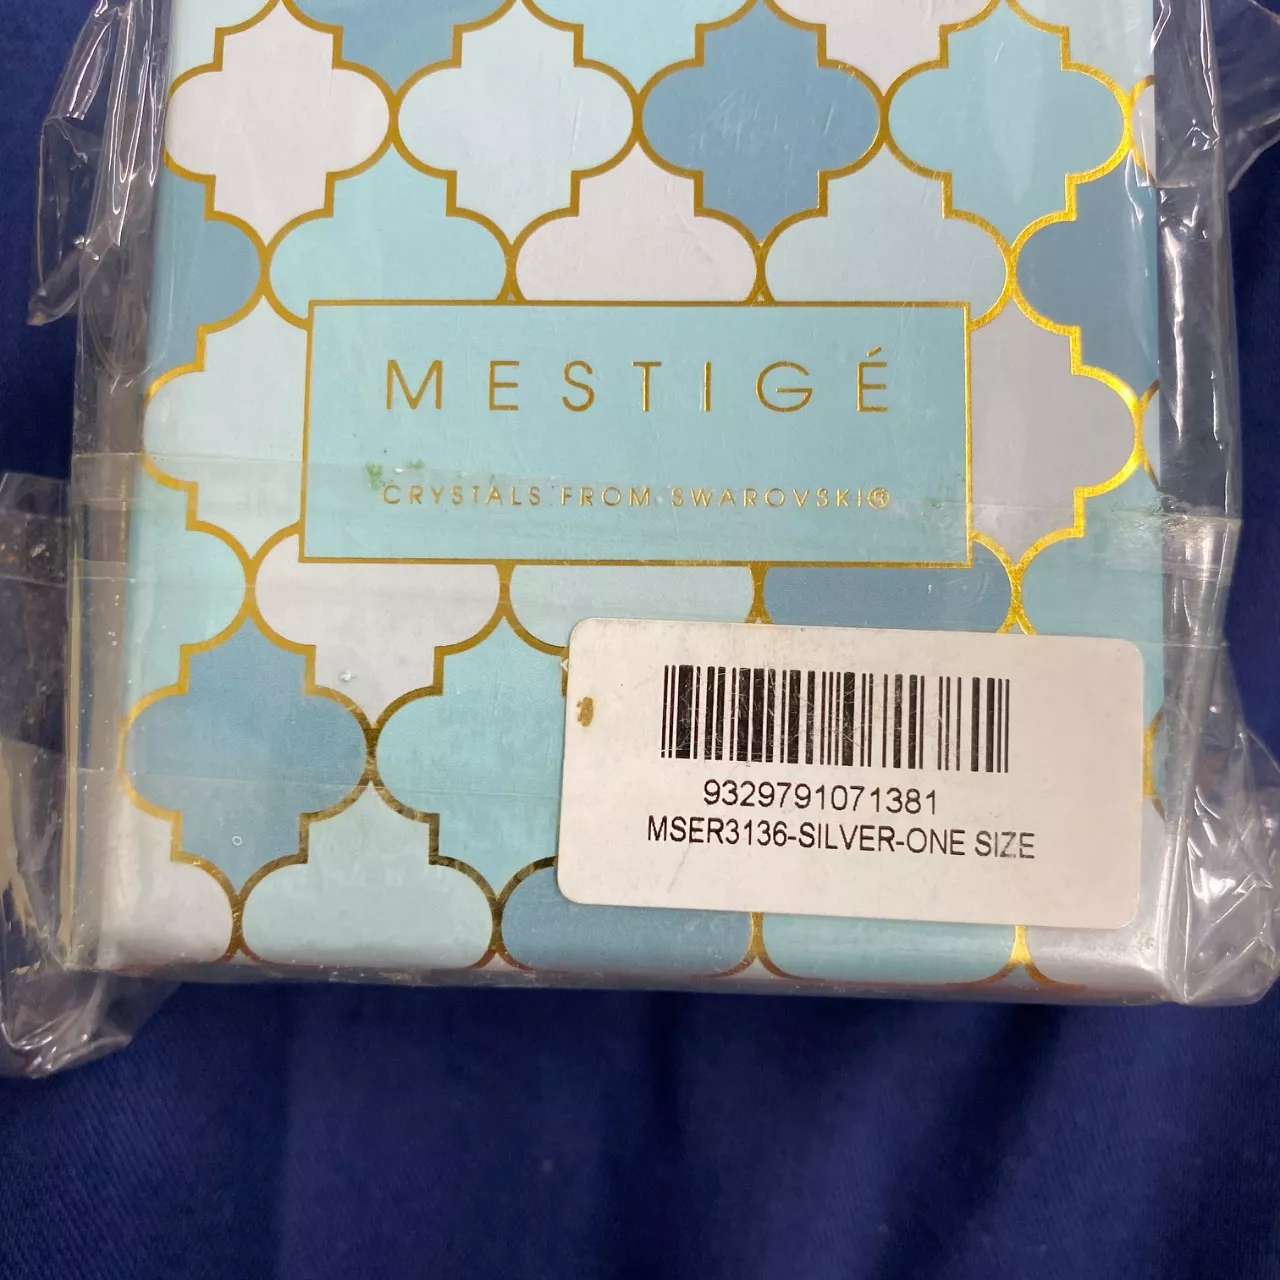 MESTIGÉ
CRYSTALS FROM SWAROVSKI®
9329791071381
MSER3136-SILVER-ONE SIZE